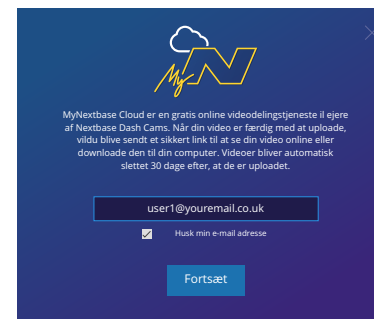 My N
MyNextbase Cloud er en gratis online videodelingstjeneste il ejere
af Nextbase Dash Cams. Når din video er færdig med at uploade,
vildu blive sendt et sikkert link til at se din video online eller
downloade den til din computer. Videoer bliver automatisk
slettet 30 dage efter, at de er uploadet.
user1@youremail.co.uk
Husk min e-mail adresse
Fortsæt